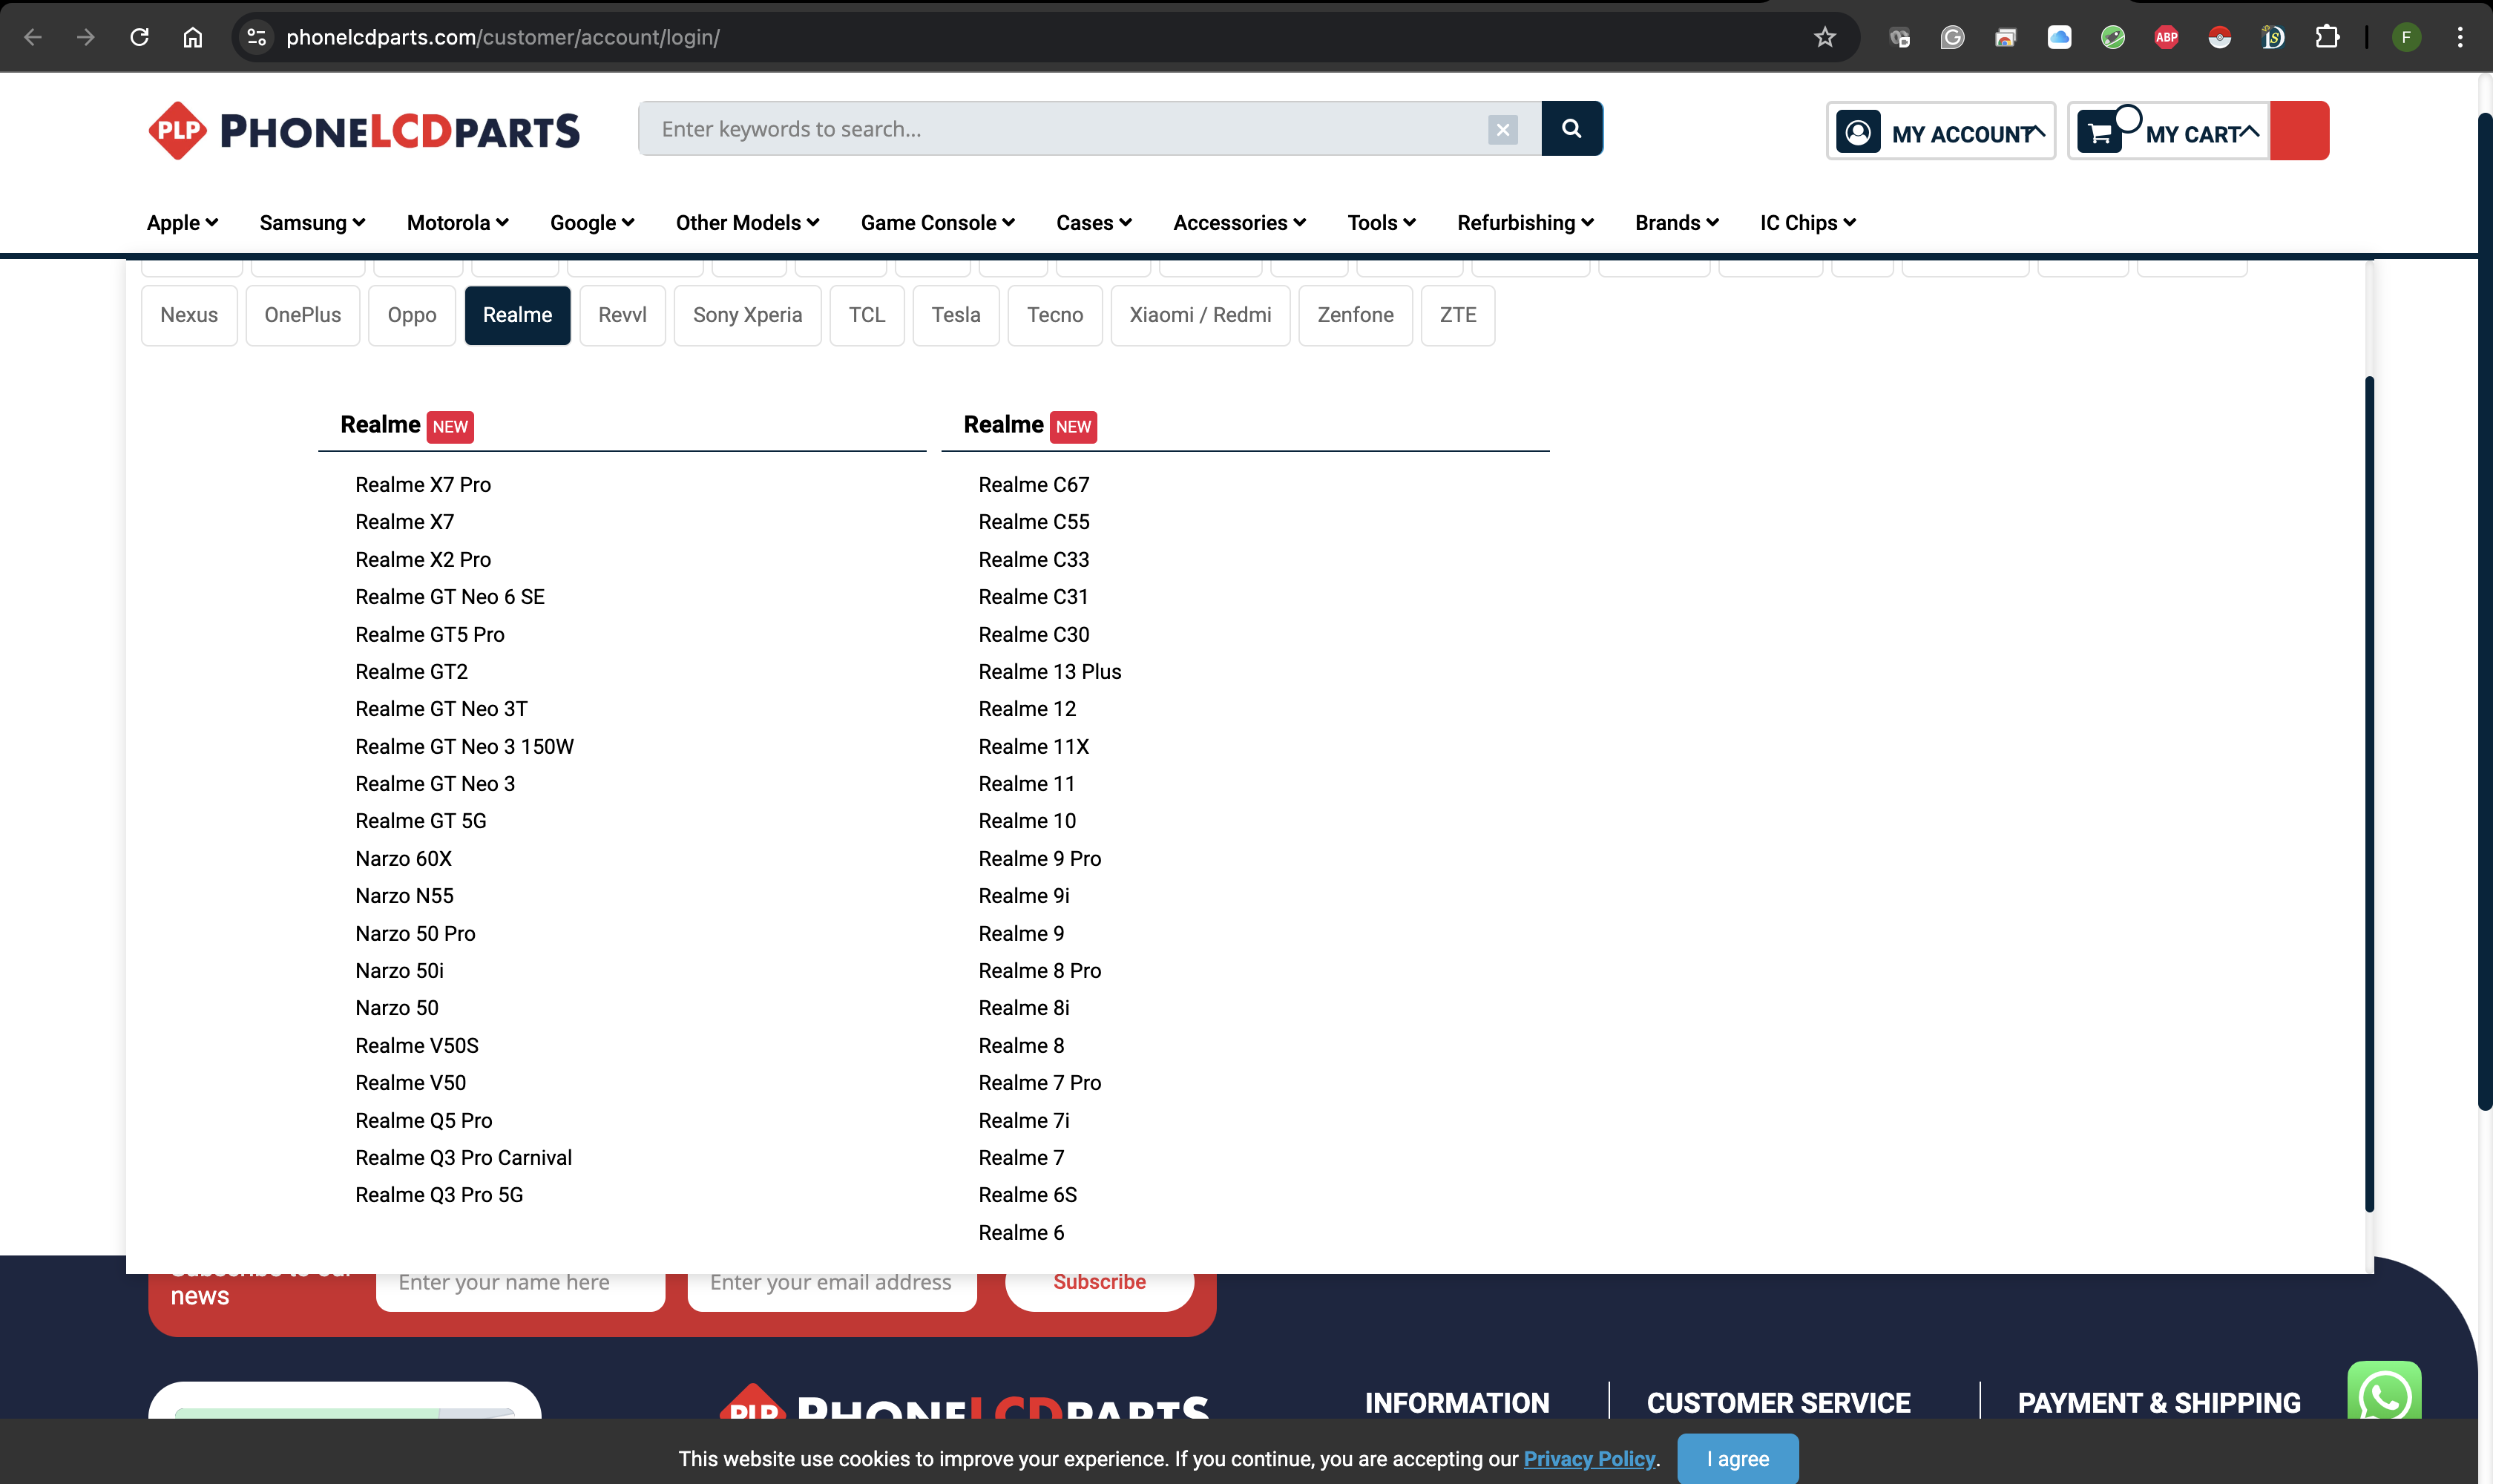 phonelcdparts.com/customer/account/login/
ABP
F
PLP PHONELCDPARTS
Enter keywords to search...
MY ACCOUNT
MY CART
Apple Samsung Motorola Google Other Models Game Console Cases Accessories Tools Refurbishing Brands IC Chips
Nexus OnePlus Oppo Realme Revvl Sony Xperia TCL Tesla Tecno Xiaomi / Redmi Zenfone ZTE
Realme NEW
Realme X7 Pro
Realme X7
Realme X2 Pro
Realme GT Neo 6 SE
Realme GT5 Pro
Realme GT2
Realme GT Neo 3T
Realme GT Neo 3 150W
Realme GT Neo 3
Realme GT 5G
Narzo 60X
Narzo N55
Narzo 50 Pro
Narzo 50i
Narzo 50
Realme V50S
Realme V50
Realme Q5 Pro
Realme Q3 Pro Carnival
Realme Q3 Pro 5G
Realme NEW
Realme C67
Realme C55
Realme C33
Realme C31
Realme C30
Realme 13 Plus
Realme 12
Realme 11X
Realme 11
Realme 10
Realme 9 Pro
Realme 9i
Realme 9
Realme 8 Pro
Realme 8i
Realme 8
Realme 7 Pro
Realme 7i
Realme 7
Realme 6S
Realme 6
Subscribe to our
news
Enter your name here
Enter your email address
Subscribe
PLP PHONELCDPARTS
INFORMATION
CUSTOMER SERVICE
PAYMENT & SHIPPING
This website use cookies to improve your experience. If you continue, you are accepting our Privacy Policy.
I agree